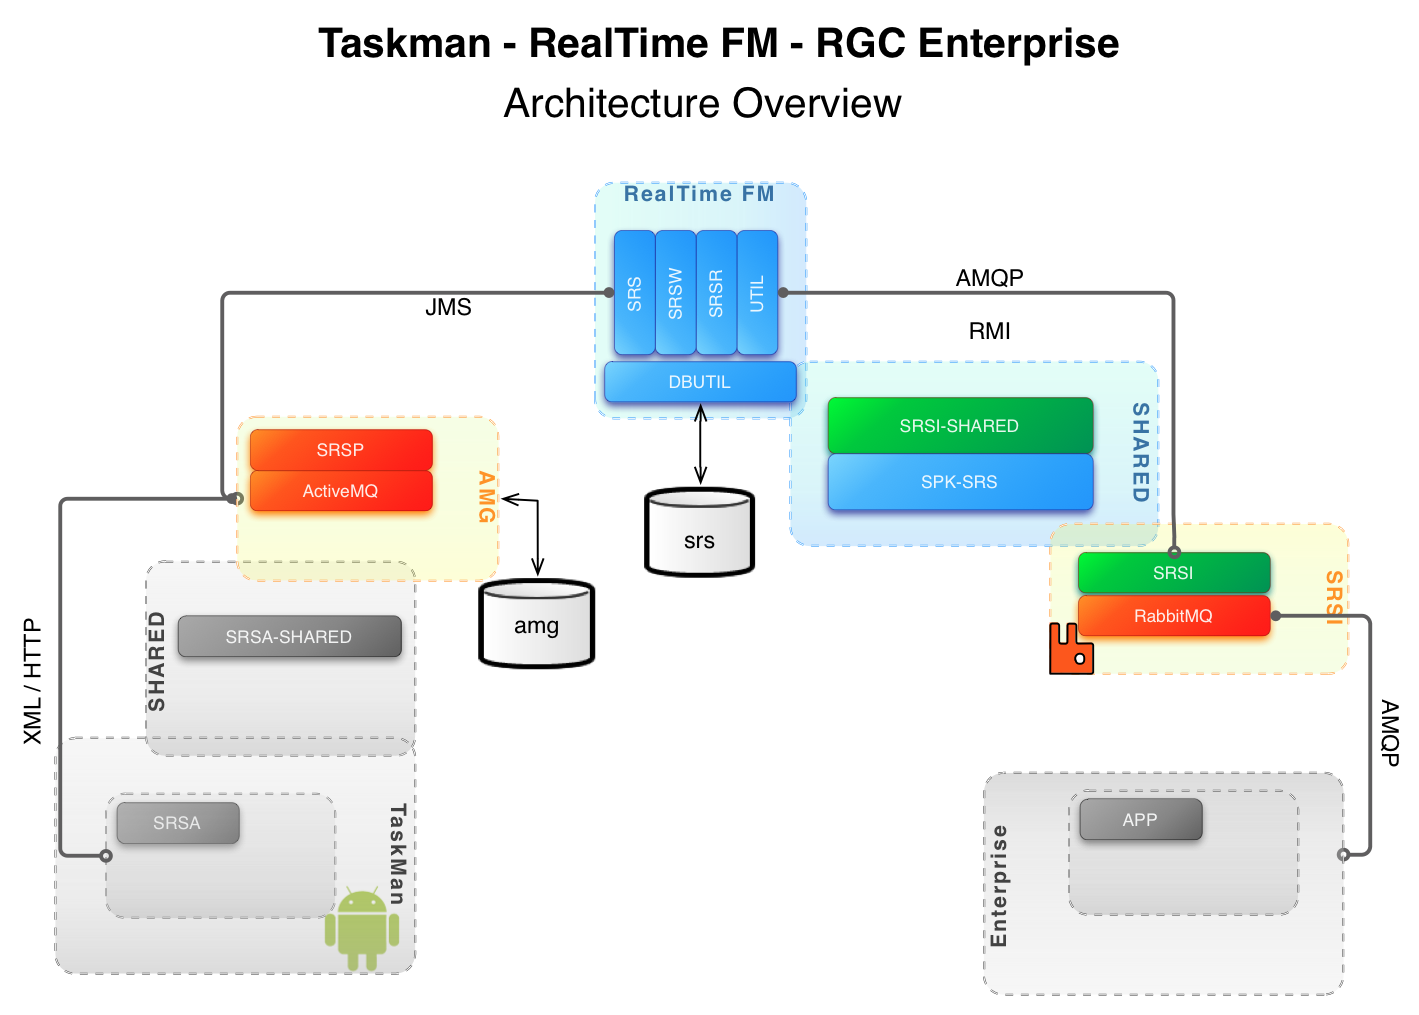 Taskman - RealTime FM - RGC Enterprise
Architecture Overview
RealTime FM
SRS
SRSW
SRSR
UTIL
DBUTIL
JMS
AMQP
RMI
SRSI-SHARED
SPK-SRS
SHARED
SRSP
ActiveMQ
AMG
srs
amg
SRSI
RabbitMQ
SRSI
SRSA-SHARED
SHARED
XML / HTTP
AMQP
SRSA
TaskMan
APP
Enterprise